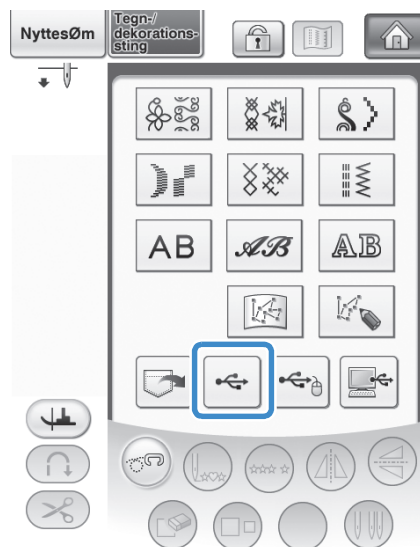 NyttesØm
Tegn-/
dekorations-
sting
AB
AB
AB